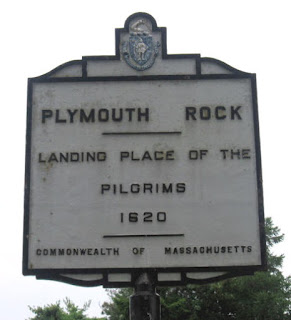 PLYMOUTH ROCK
LANDING PLACE OF THE
PILGRIMS
1620
COMMONWEALTH OF MASSACHUSETTS